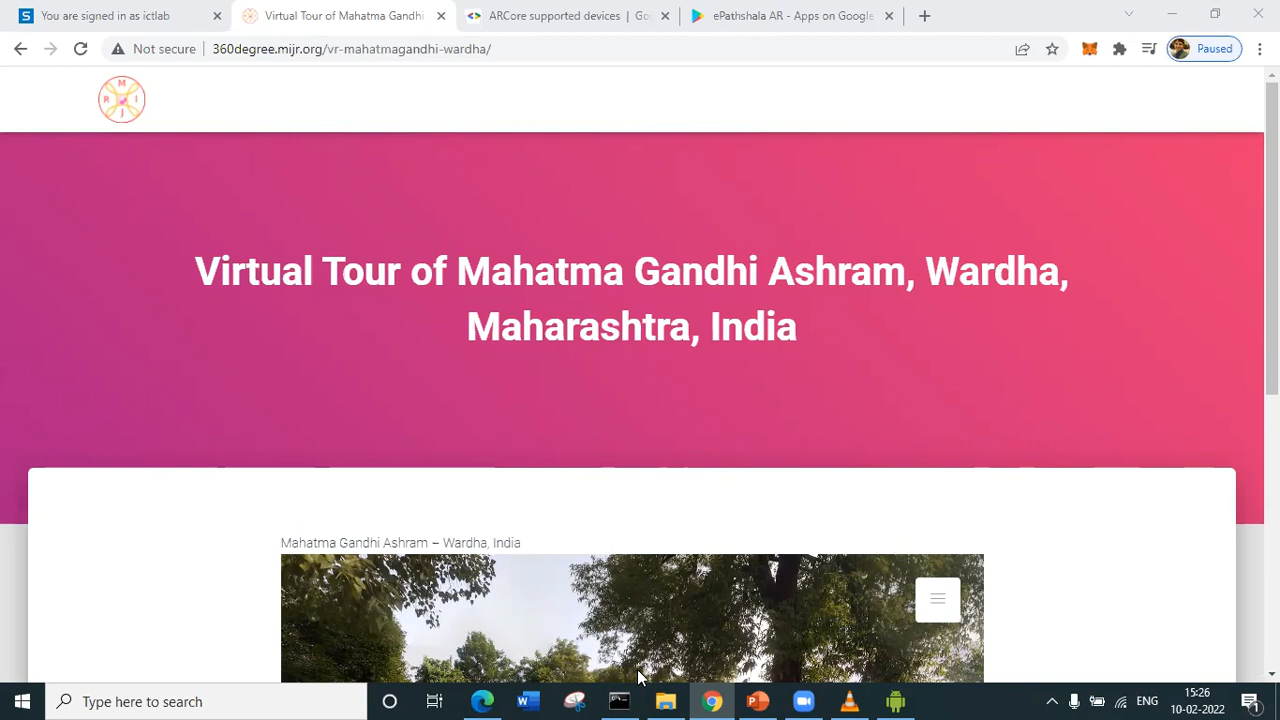 You are signed in as ictlab
Virtual Tour of Mahatma Gandhi
ARCore supported devices | Go
ePathshala AR - Apps on Google
Not secure
360degree.mijr.org/vr-mahatmagandhi-wardha/
Paused
M
R I
J
Virtual Tour of Mahatma Gandhi Ashram, Wardha,
Maharashtra, India
Mahatma Gandhi Ashram – Wardha, India
Type here to search
ENG
15:26
10-02-2022
1